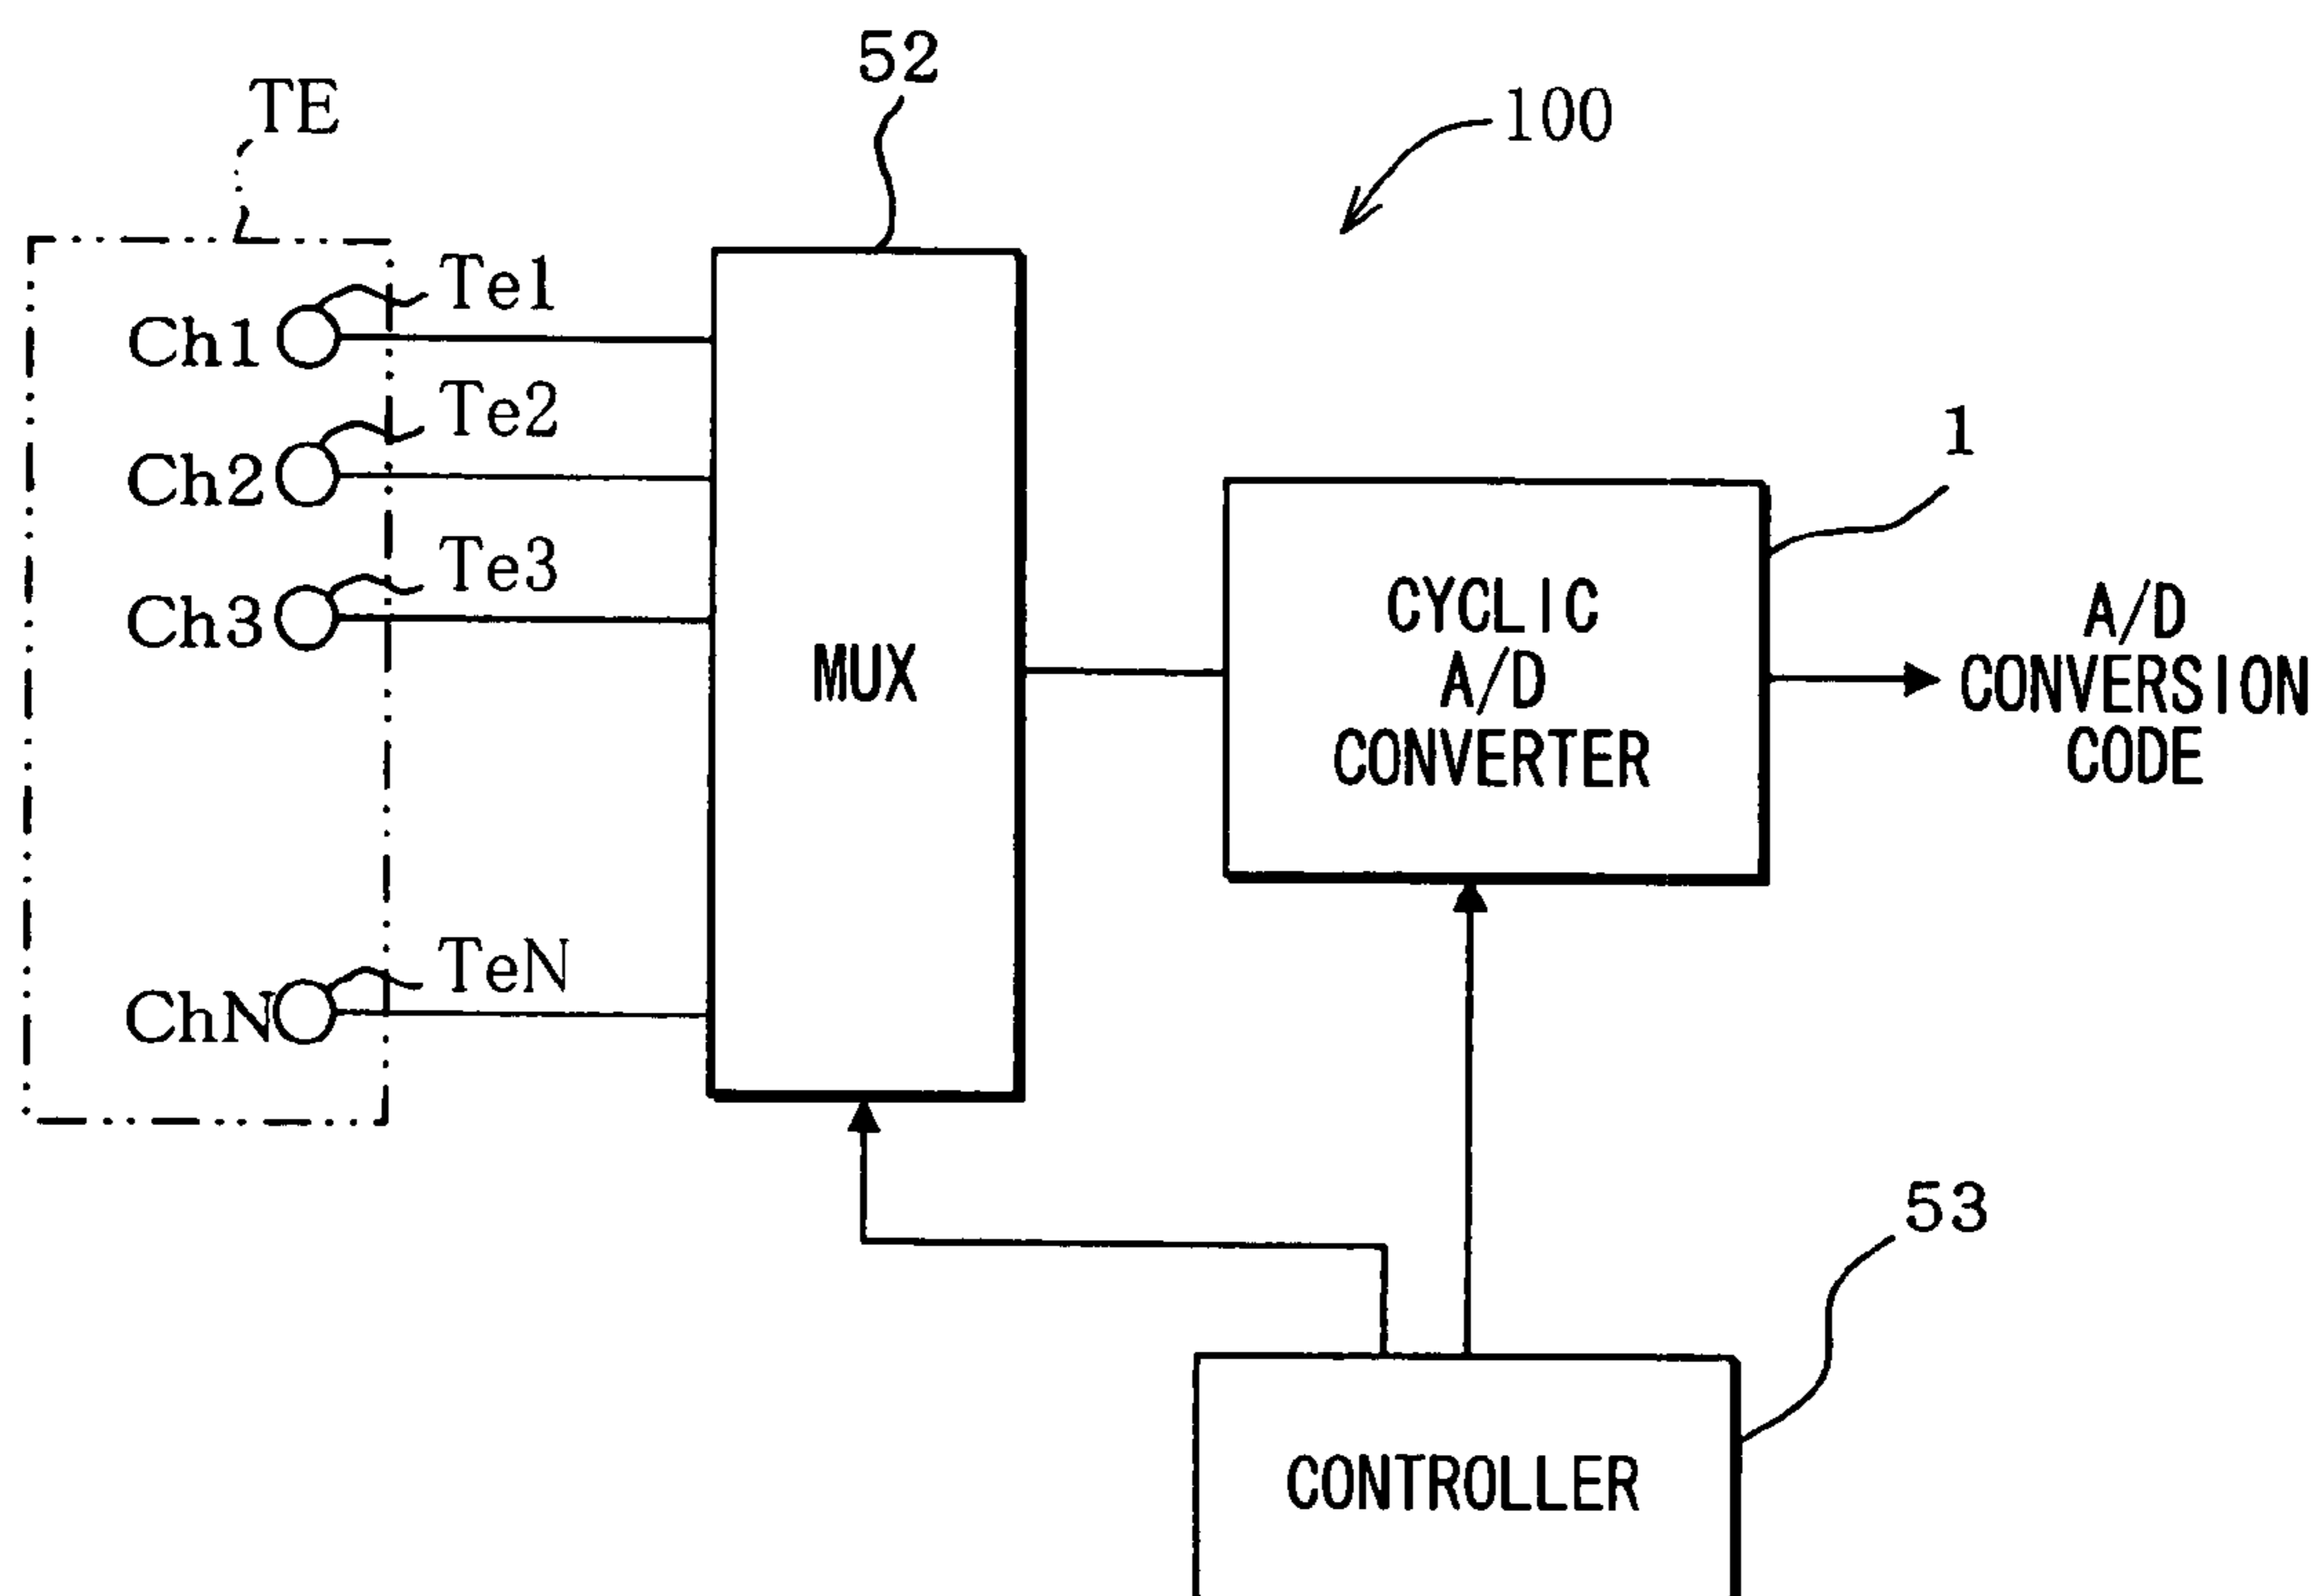 52
TE
100
Te1
Ch1
Te2
Ch2
Te3
Ch3
1
MUX
CYCLIC
A/D
CONVERTER
A/D
CONVERSION
CODE
TeN
ChN
53
CONTROLLER